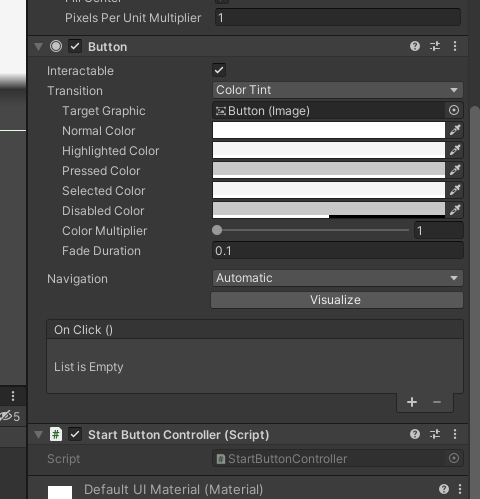 Pixels Per Unit Multiplier 1
Button
Interactable
Transition Color Tint
Target Graphic Button (Image)
Normal Color
Highlighted Color
Pressed Color
Selected Color
Disabled Color
Color Multiplier 1
Fade Duration 0.1
Navigation Automatic
Visualize
On Click ()
List is Empty
5
# Start Button Controller (Script)
Script # StartButtonController
Default UI Material (Material)